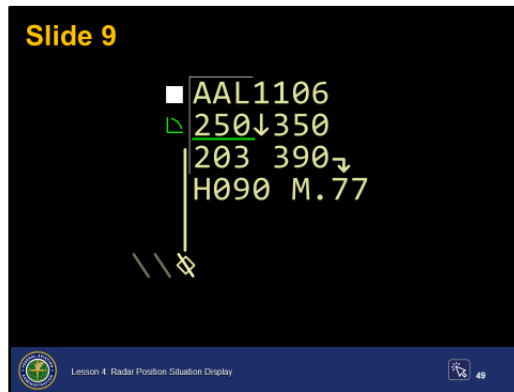 Slide 9
AAL1106
250↓350
203 390↴
H090 M.77
Lesson 4: Radar Position Situation Display
49